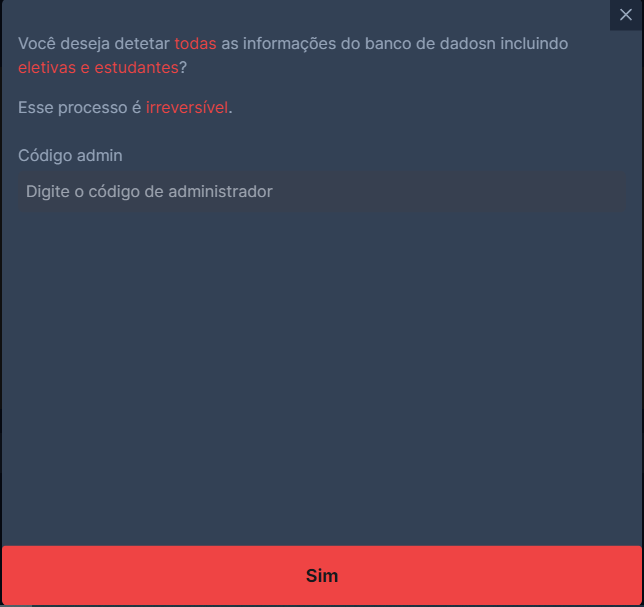 Você deseja detetar todas as informações do banco de dadosn incluindo
eletivas e estudantes?
Esse processo é irreversível.
Código admin
Digite o código de administrador
Sim